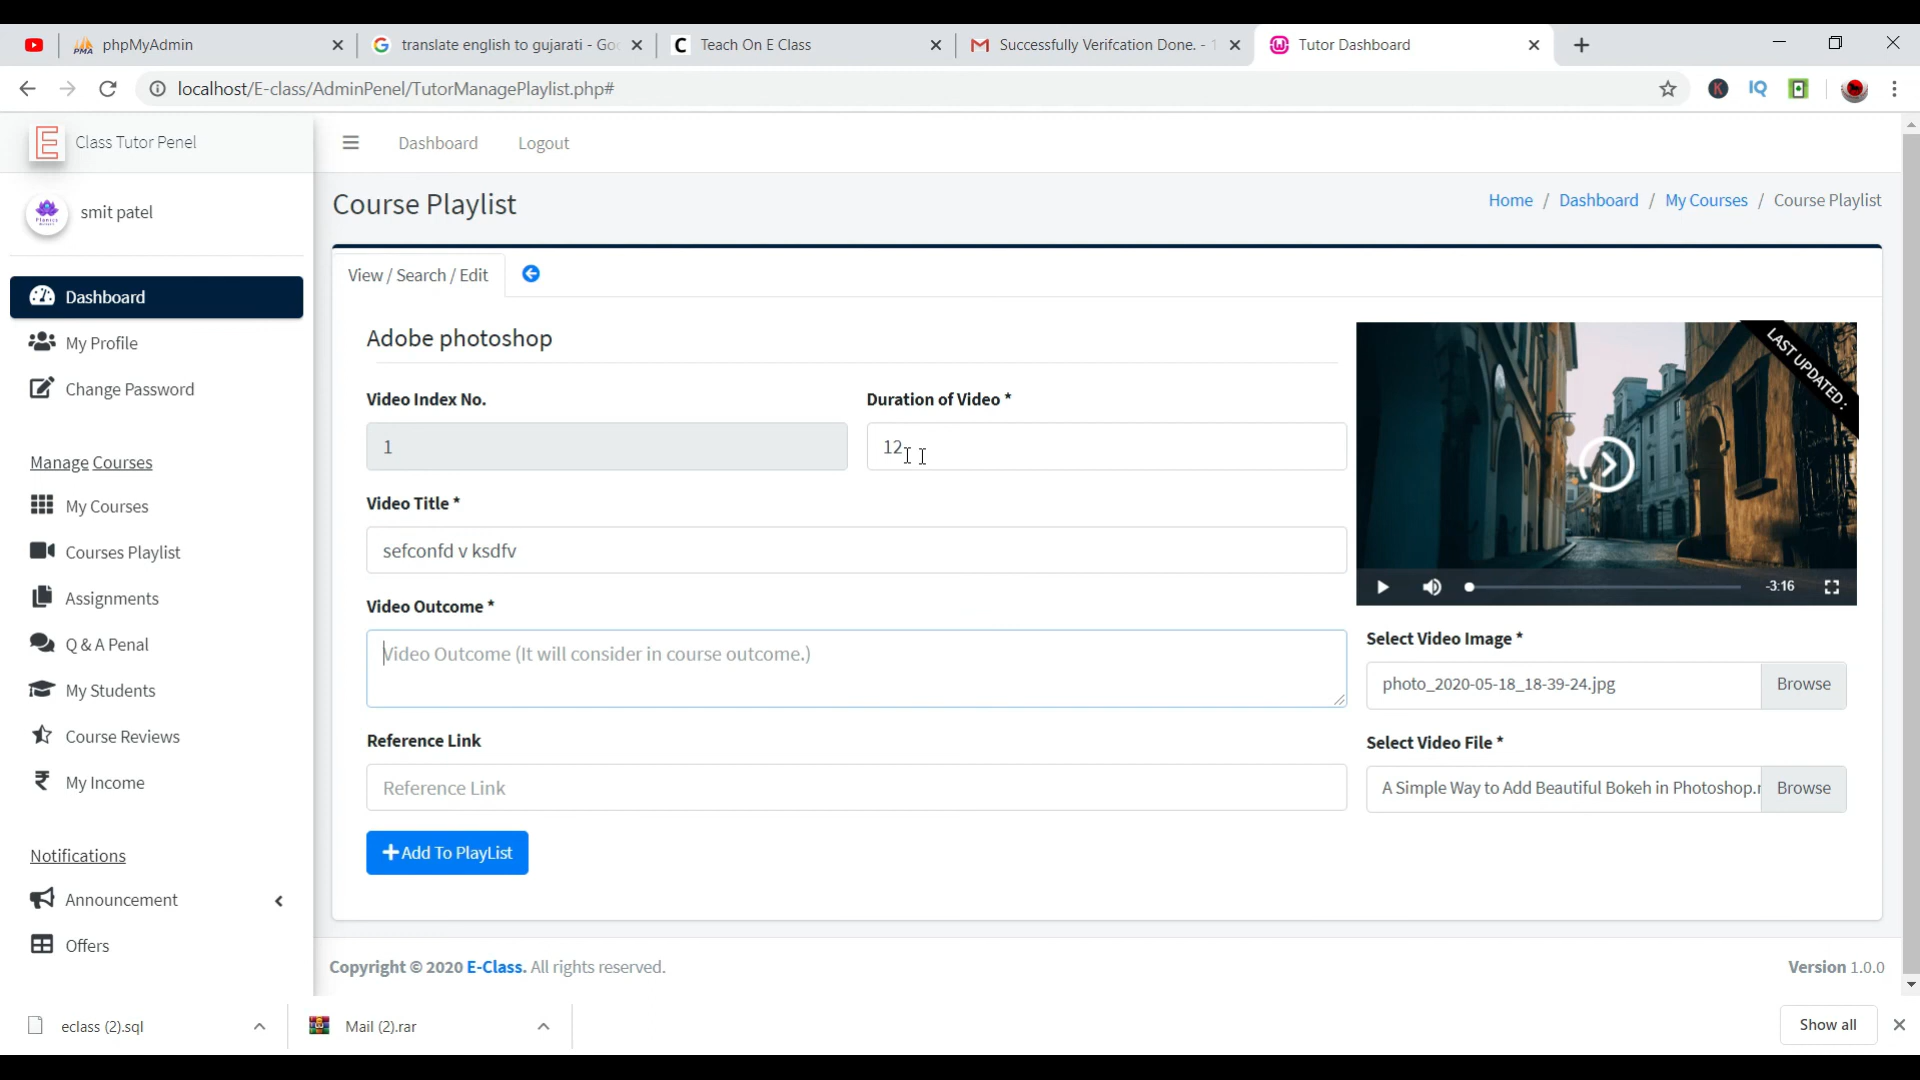 phpMyAdmin
translate english to gujarati - Goo
Teach On E Class
Successfully Verifcation Done. - 1
Tutor Dashboard
localhost/E-class/AdminPenel/TutorManagePlaylist.php#
K
IQ
E Class Tutor Penel
Dashboard
Logout
smit patel
Course Playlist
Home / Dashboard / My Courses / Course Playlist
View / Search / Edit
Dashboard
My Profile
Change Password
Manage Courses
My Courses
Courses Playlist
Assignments
Q & A Penal
My Students
Course Reviews
My Income
Notifications
Announcement
Offers
Adobe photoshop
Video Index No.
Duration of Video *
1
12
Video Title *
sefconfd v ksdfv
Video Outcome *
Video Outcome (It will consider in course outcome.)
Reference Link
Reference Link
Add To PlayList
LAST UPDATED :
-3:16
Select Video Image *
photo_2020-05-18_18-39-24.jpg
Browse
Select Video File *
A Simple Way to Add Beautiful Bokeh in Photoshop.
Browse
Copyright © 2020 E-Class. All rights reserved.
Version 1.0.0
eclass (2).sql
Mail (2).rar
Show all